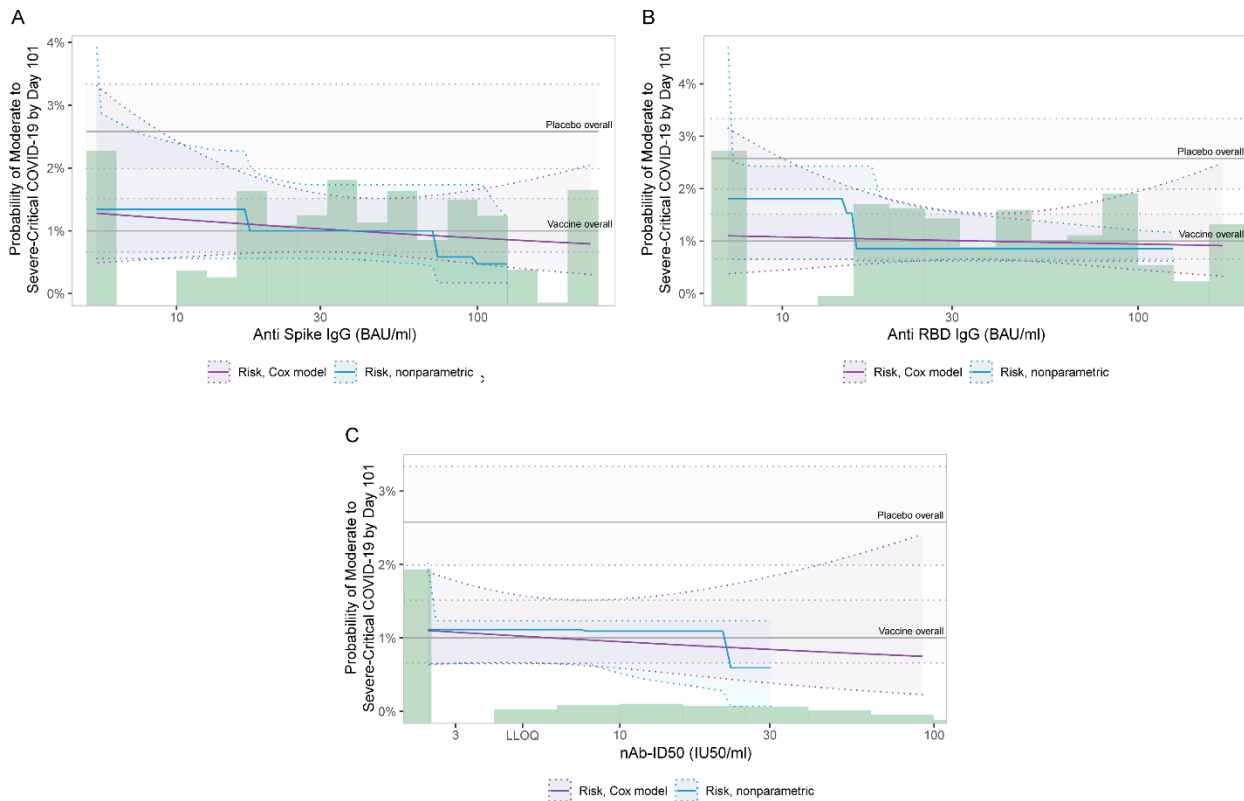 A
Probability of Moderate to
Severe-Critical COVID-19 by Day 101
4%
3%
2%
1%
0%
Placebo overall
Vaccine overall
10
30
100
Anti Spike IgG (BAU/ml)
Risk, Cox model
Risk, nonparametric
B
Probability of Moderate to
Severe-Critical COVID-19 by Day 101
4%
3%
2%
1%
0%
Placebo overall
Vaccine overall
10
30
100
Anti RBD IgG (BAU/ml)
Risk, Cox model
Risk, nonparametric
C
Probability of Moderate to
Severe-Critical COVID-19 by Day 101
3%
2%
1%
0%
Placebo overall
Vaccine overall
3
LLOQ
10
30
100
nAb-ID50 (IU50/ml)
Risk, Cox model
Risk, nonparametric